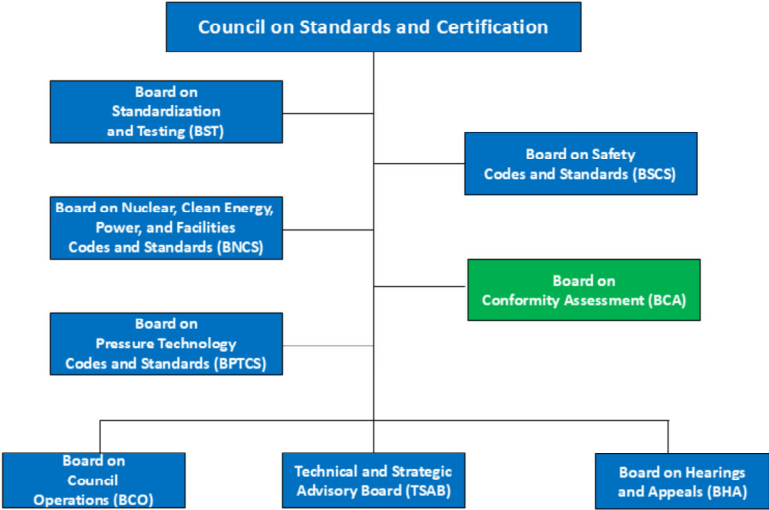 Council on Standards and Certification
Board on
Standardization
and Testing (BST)
Board on Safety
Codes and Standards (BSCS)
Board on Nuclear, Clean Energy,
Power, and Facilities
Codes and Standards (BNCS)
Board on
Conformity Assessment (BCA)
Board on
Pressure Technology
Codes and Standards (BPTCS)
Board on
Council
Operations (BCO)
Technical and Strategic
Advisory Board (TSAB)
Board on Hearings
and Appeals (BHA)